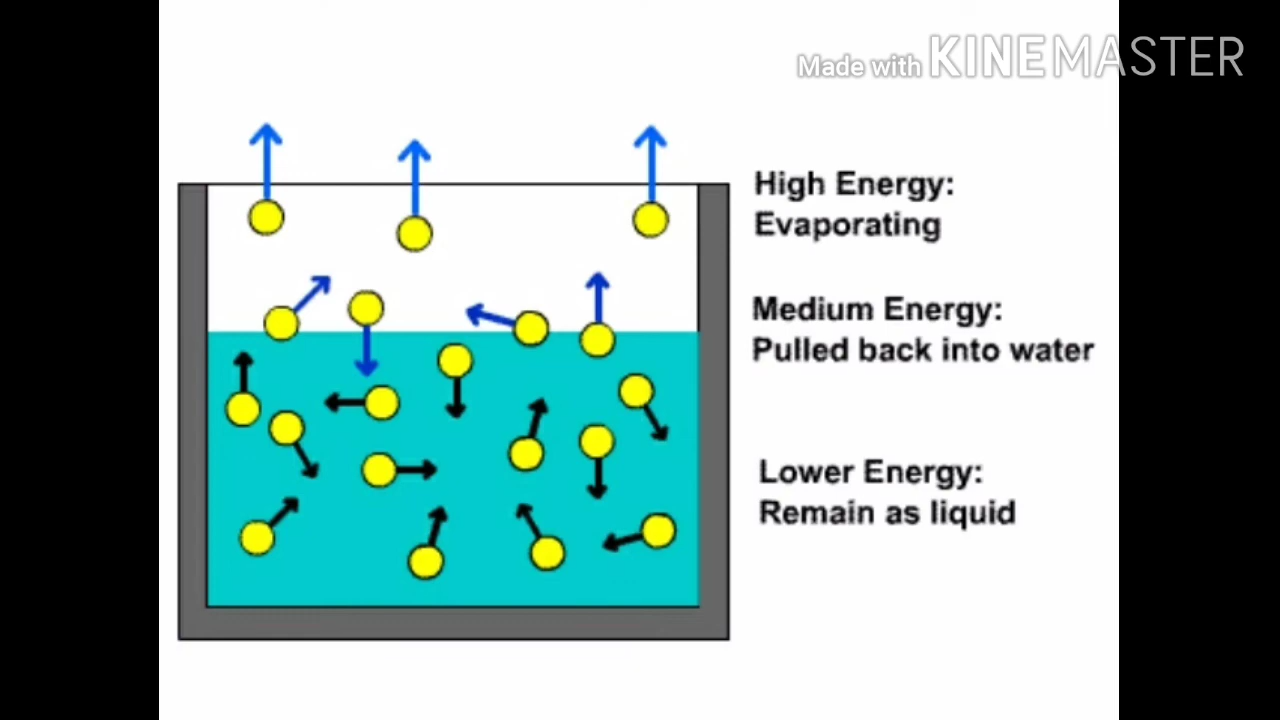 Made with KINEMASTER
High Energy:
Evaporating
Medium Energy:
Pulled back into water
Lower Energy:
Remain as liquid